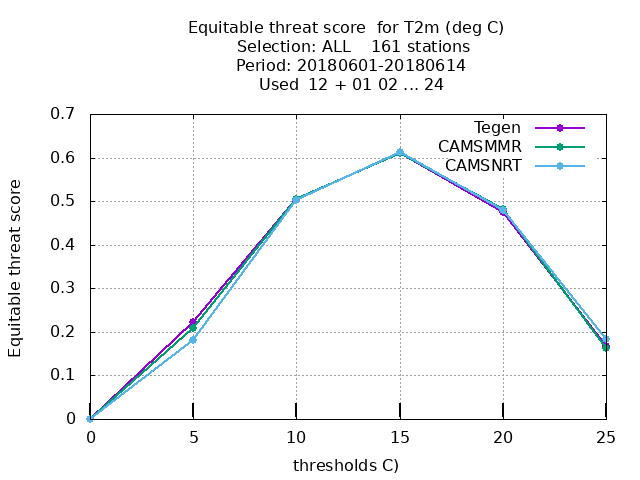 Equitable threat score  for T2m (deg C)
Selection: ALL    161 stations
Period: 20180601-20180614
Used  12 + 01 02 ... 24
Equitable threat score
0.7
0.6
0.5
0.4
0.3
0.2
0.1
0
Tegen
CAMSMMR
CAMSNRT
0 5 10 15 20 25
thresholds C)